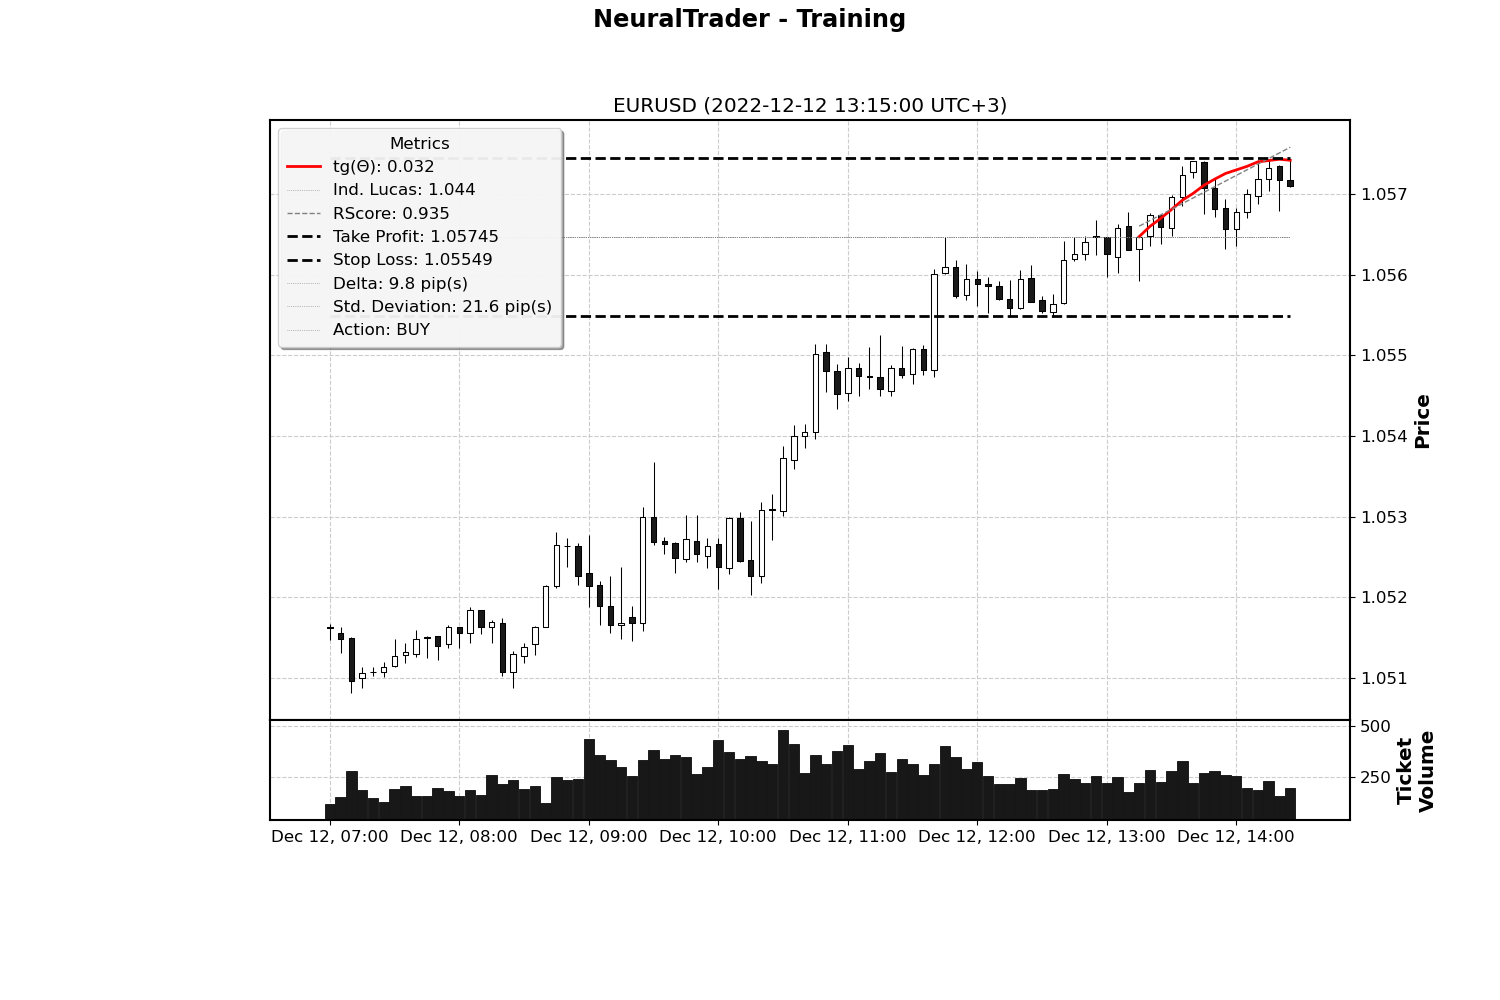 NeuralTrader - Training
EURUSD (2022-12-12 13:15:00 UTC+3)
Metrics
tg(Θ): 0.032
Ind. Lucas: 1.044
RScore: 0.935
Take Profit: 1.05745
Stop Loss: 1.05549
Delta: 9.8 pip(s)
Std. Deviation: 21.6 pip(s)
Action: BUY
1.057
1.056
1.055
1.054
1.053
1.052
1.051
Price
500
250
Ticket
Volume
Dec 12, 07:00 Dec 12, 08:00 Dec 12, 09:00 Dec 12, 10:00 Dec 12, 11:00 Dec 12, 12:00 Dec 12, 13:00 Dec 12, 14:00